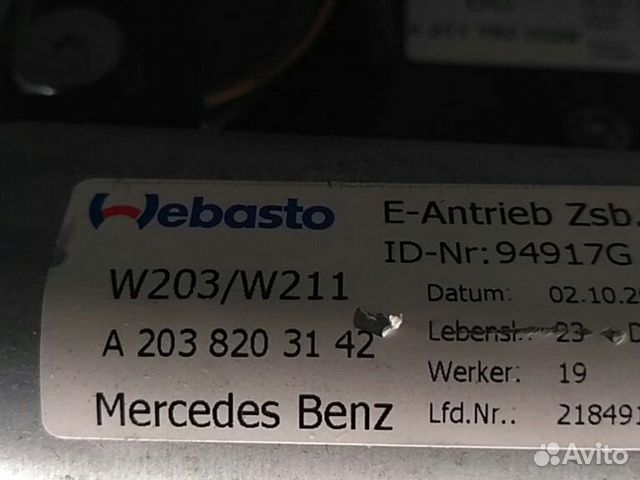 Webasto
E-Antrieb Zsb.
ID-Nr: 94917G
W203/W211
Datum: 02.10.2
A 203 820 31 42
23
Werker: 19
Mercedes Benz
Lfd.Nr.: 218491
Avito